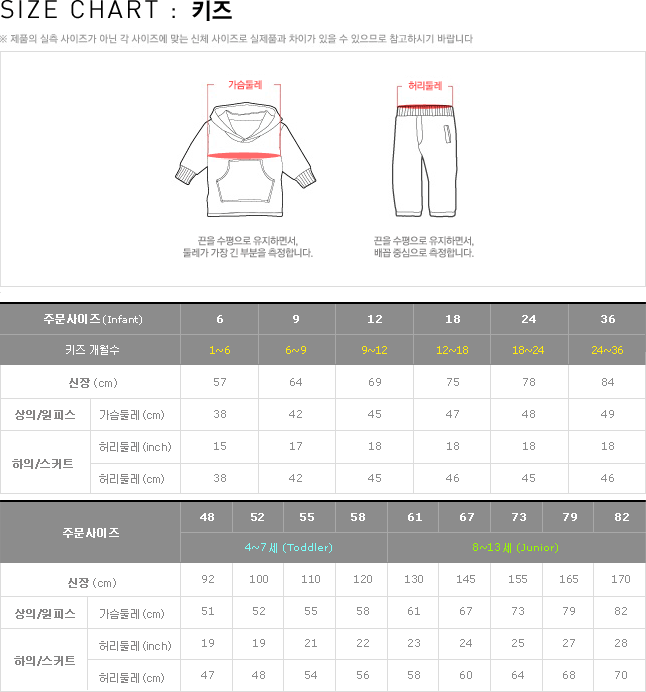 SIZE CHART : 키즈
※ 제품의 실측 사이즈가 아닌 각 사이즈에 맞는 신체 사이즈로 실제품과 차이가 있을 수 있으므로 참고하시기 바랍니다
가슴둘레 허리둘레
끈을 수평으로 유지하면서, 끈을 수평으로 유지하면서,
둘레가 가장 긴 부분을 측정합니다. 배꼽 중심으로 측정합니다.
주문사이즈(Infant) 6 9 12 18 24 36
키즈 개월수 1~6 6~9 9~12 12~18 18~24 24~36
신장 (cm) 57 64 69 75 78 84
상의/원피스 가슴둘레(cm) 38 42 45 47 48 49
하의/스커트 허리둘레(inch) 15 17 18 18 18 18
허리둘레(cm) 38 42 45 46 45 46
주문사이즈 48 52 55 58 61 67 73 79 82
4~7세 (Toddler) 8~13세 (Junior)
신장 (cm) 92 100 110 120 130 145 155 165 170
상의/원피스 가슴둘레(cm) 51 52 55 58 61 67 73 79 82
하의/스커트 허리둘레(inch) 19 19 21 22 23 24 25 27 28
허리둘레(cm) 47 48 54 56 58 60 64 68 70